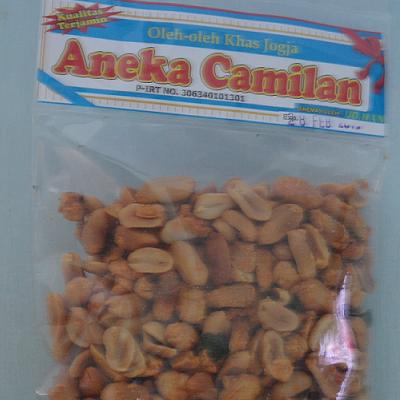 Kualitas
Terjamin
Oleh-oleh Khas Jogja
Aneka Camilan
P-IRT NO. 306340101301
28 FEB